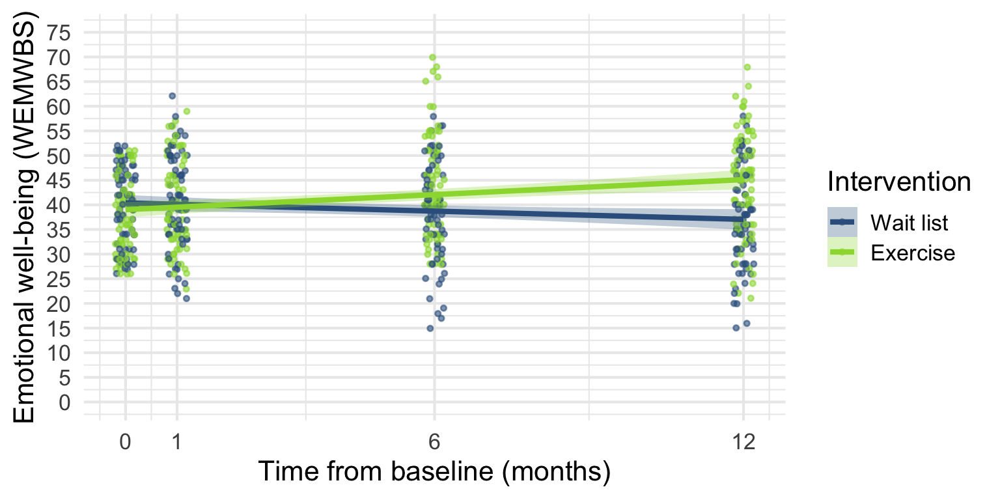 Emotional well-being (WEMWBS)
75
70
65
60
55
50
45
40
35
30
25
20
15
10
5
0
0 1 6 12
Time from baseline (months)
Intervention
Wait list
Exercise